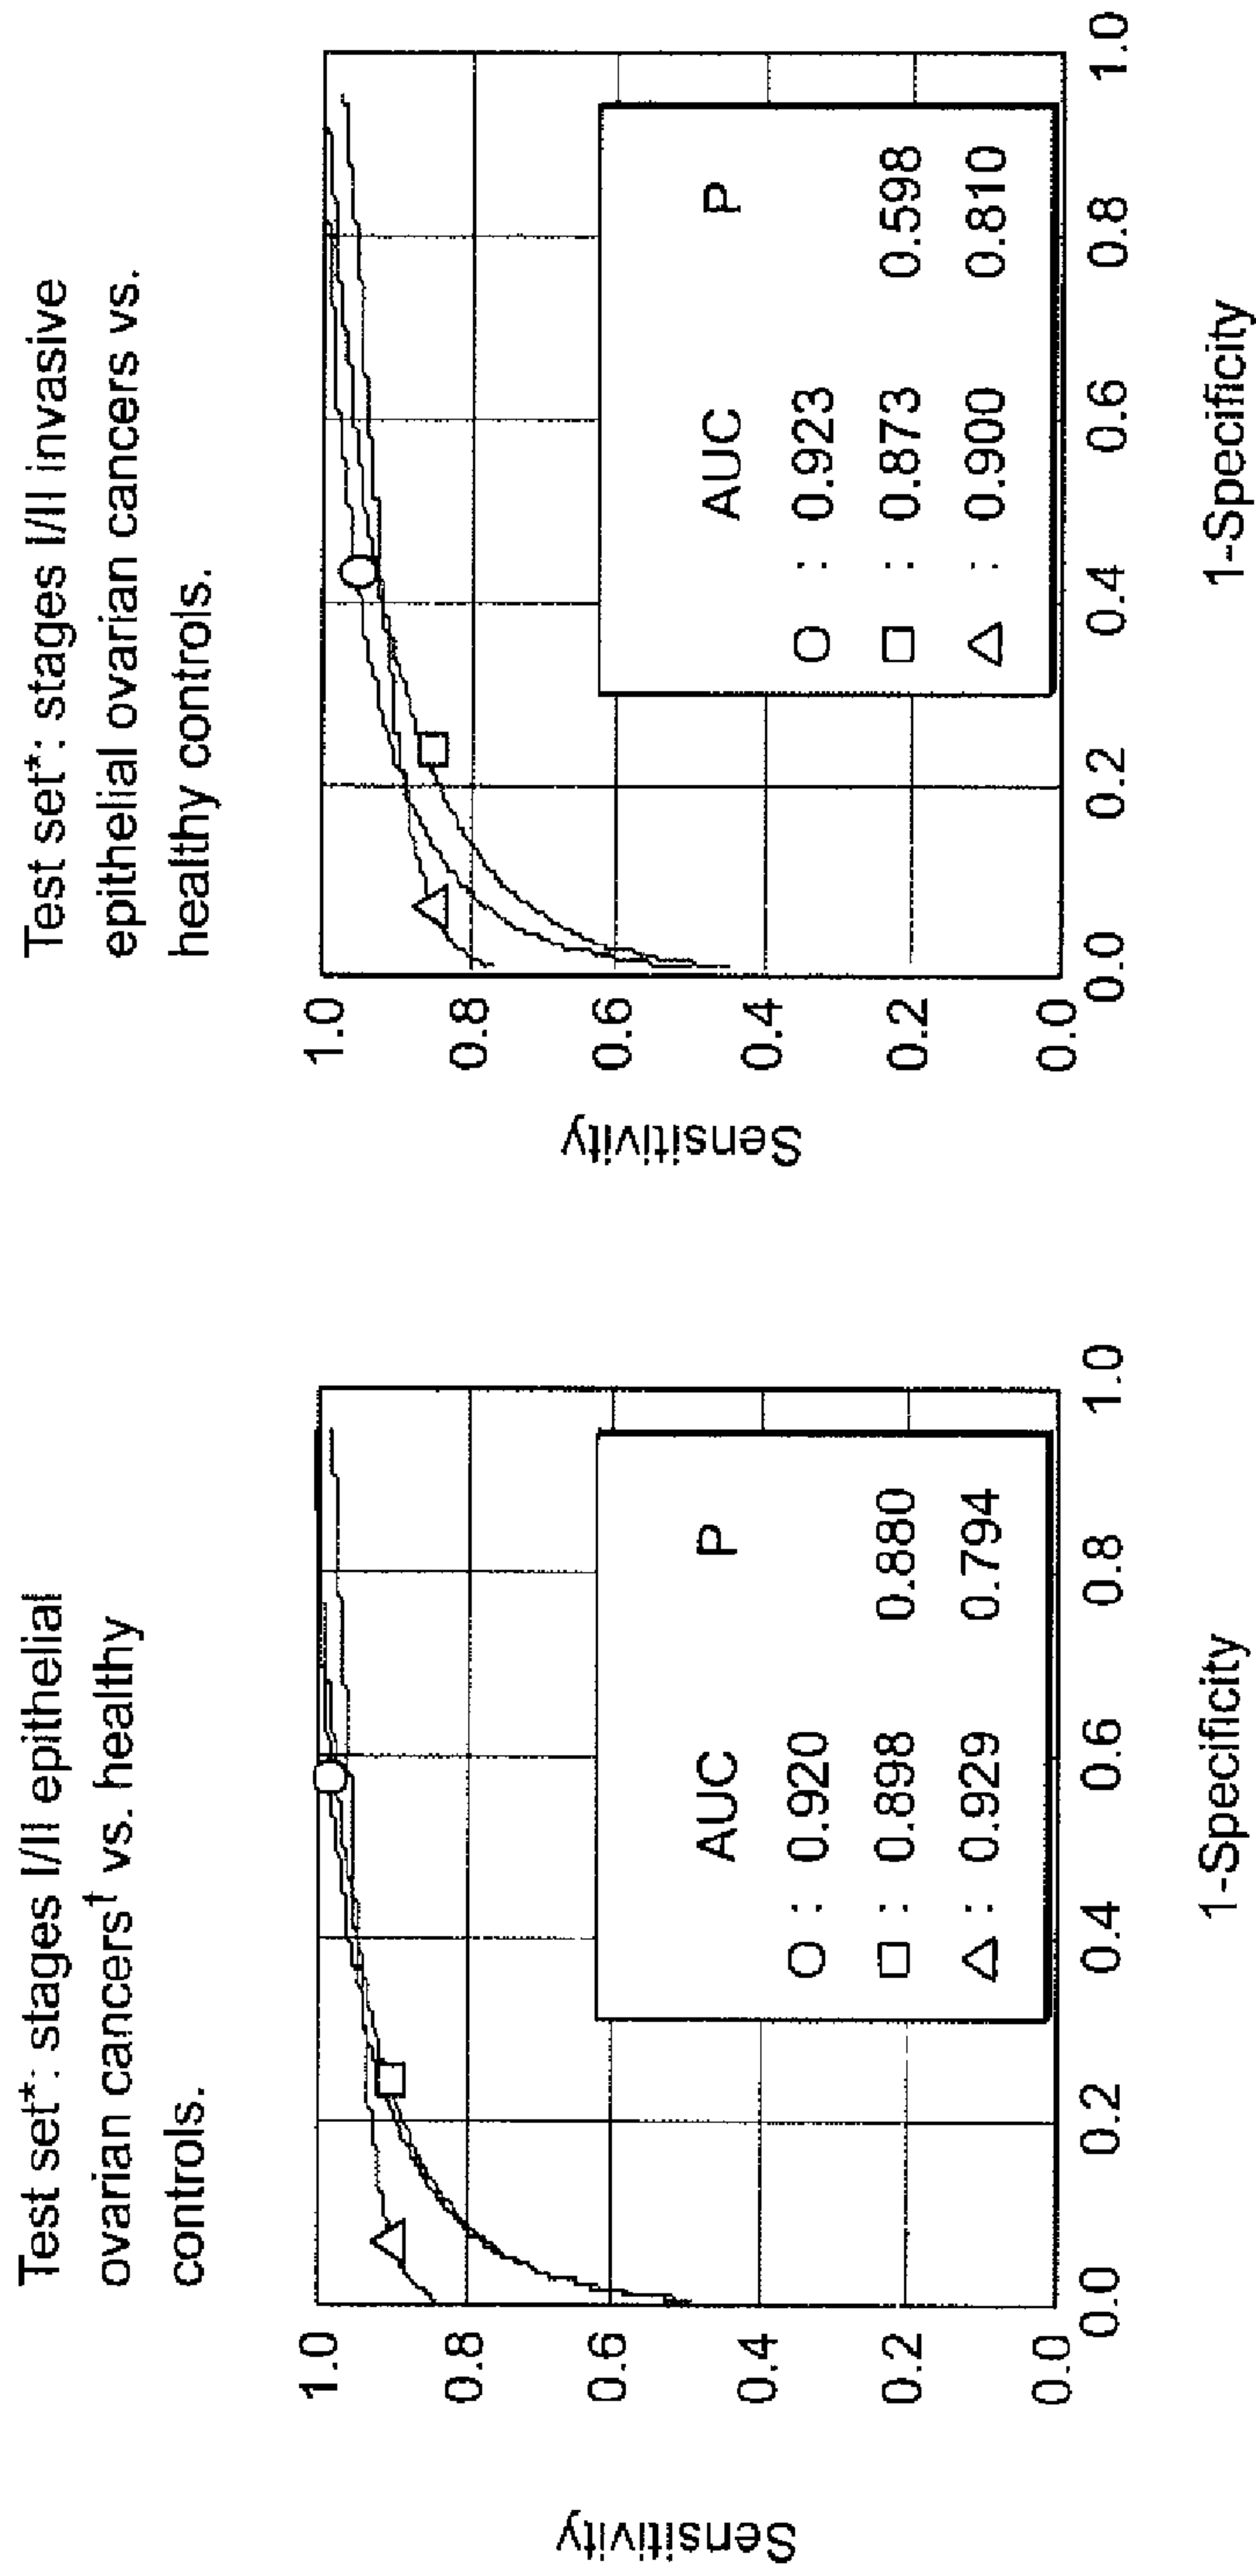 Test set*: stages I/II epithelial
ovarian cancers† vs. healthy
controls.
Sensitivity
1.0
0.8
0.6
0.4
0.2
0.0
AUC P
○ : 0.920
□ : 0.898 0.880
△ : 0.929 0.794
0.0 0.2 0.4 0.6 0.8 1.0
1-Specificity
Test set*: stages I/II invasive
epithelial ovarian cancers vs.
healthy controls.
Sensitivity
1.0
0.8
0.6
0.4
0.2
0.0
AUC P
○ : 0.923
□ : 0.873 0.598
△ : 0.900 0.810
0.0 0.2 0.4 0.6 0.8 1.0
1-Specificity